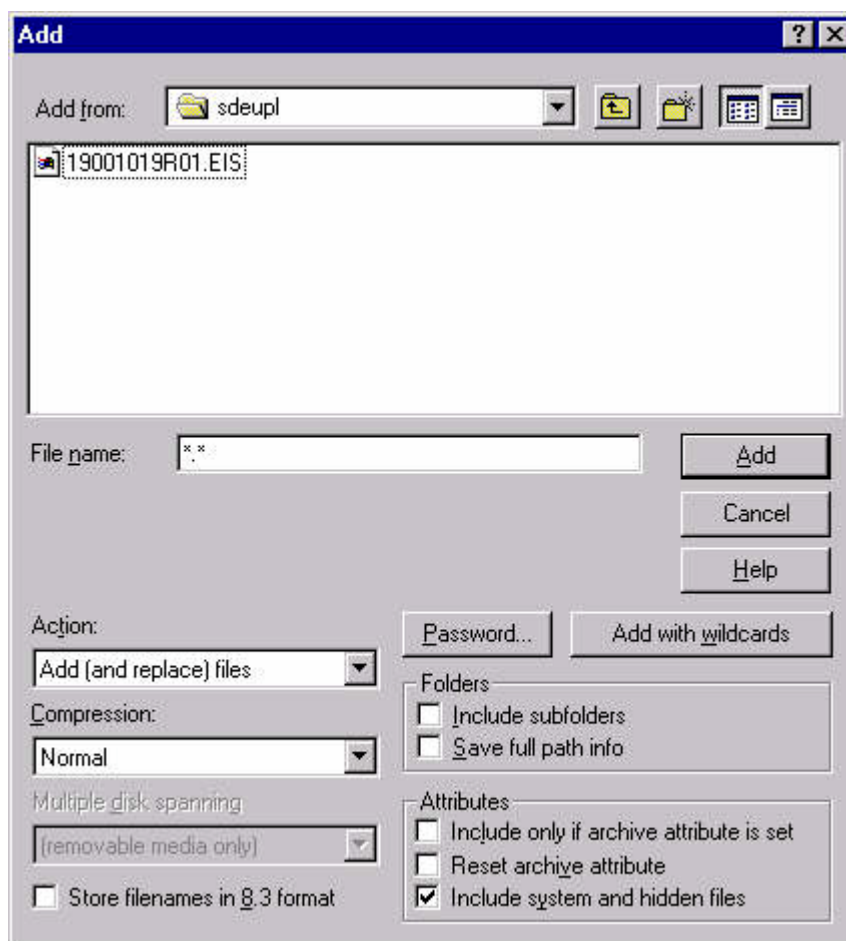 Add
Add from:
sdeupl
19001019R01.EIS
File name:
*.*
Add
Cancel
Help
Action:
Add (and replace) files
Password...
Add with wildcards
Compression:
Normal
Folders
Include subfolders
Save full path info
Multiple disk spanning
(removable media only)
Store filenames in 8.3 format
Attributes
Include only if archive attribute is set
Reset archive attribute
Include system and hidden files